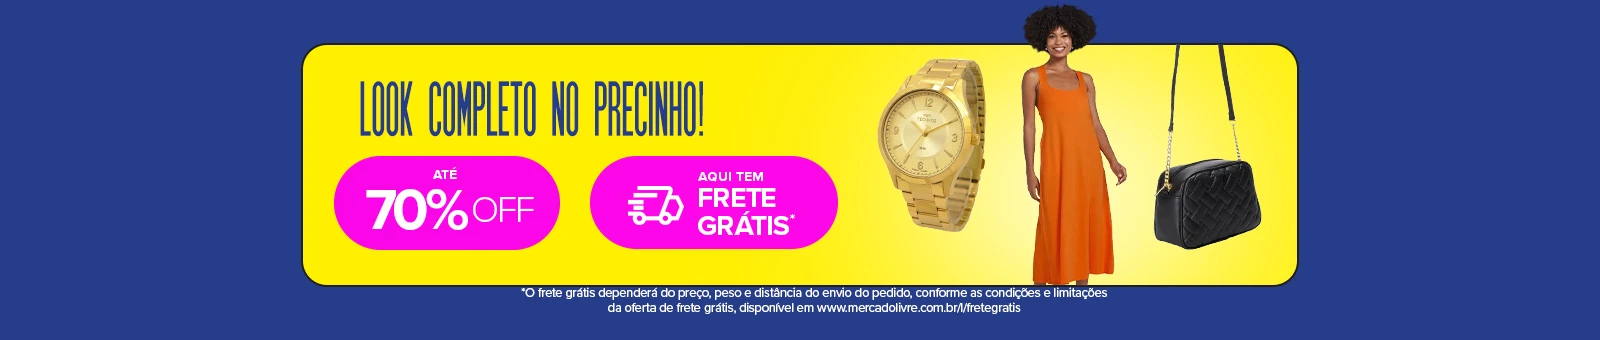 LOOK COMPLETO NO PRECINHO!
ATÉ
70% OFF
AQUI TEM
FRETE
GRÁTIS*
TECHNOS
*O frete grátis dependerá do preço, peso e distância do envio do pedido, conforme as condições e limitações
da oferta de frete grátis, disponível em www.mercadolivre.com.br/l/fretegratis